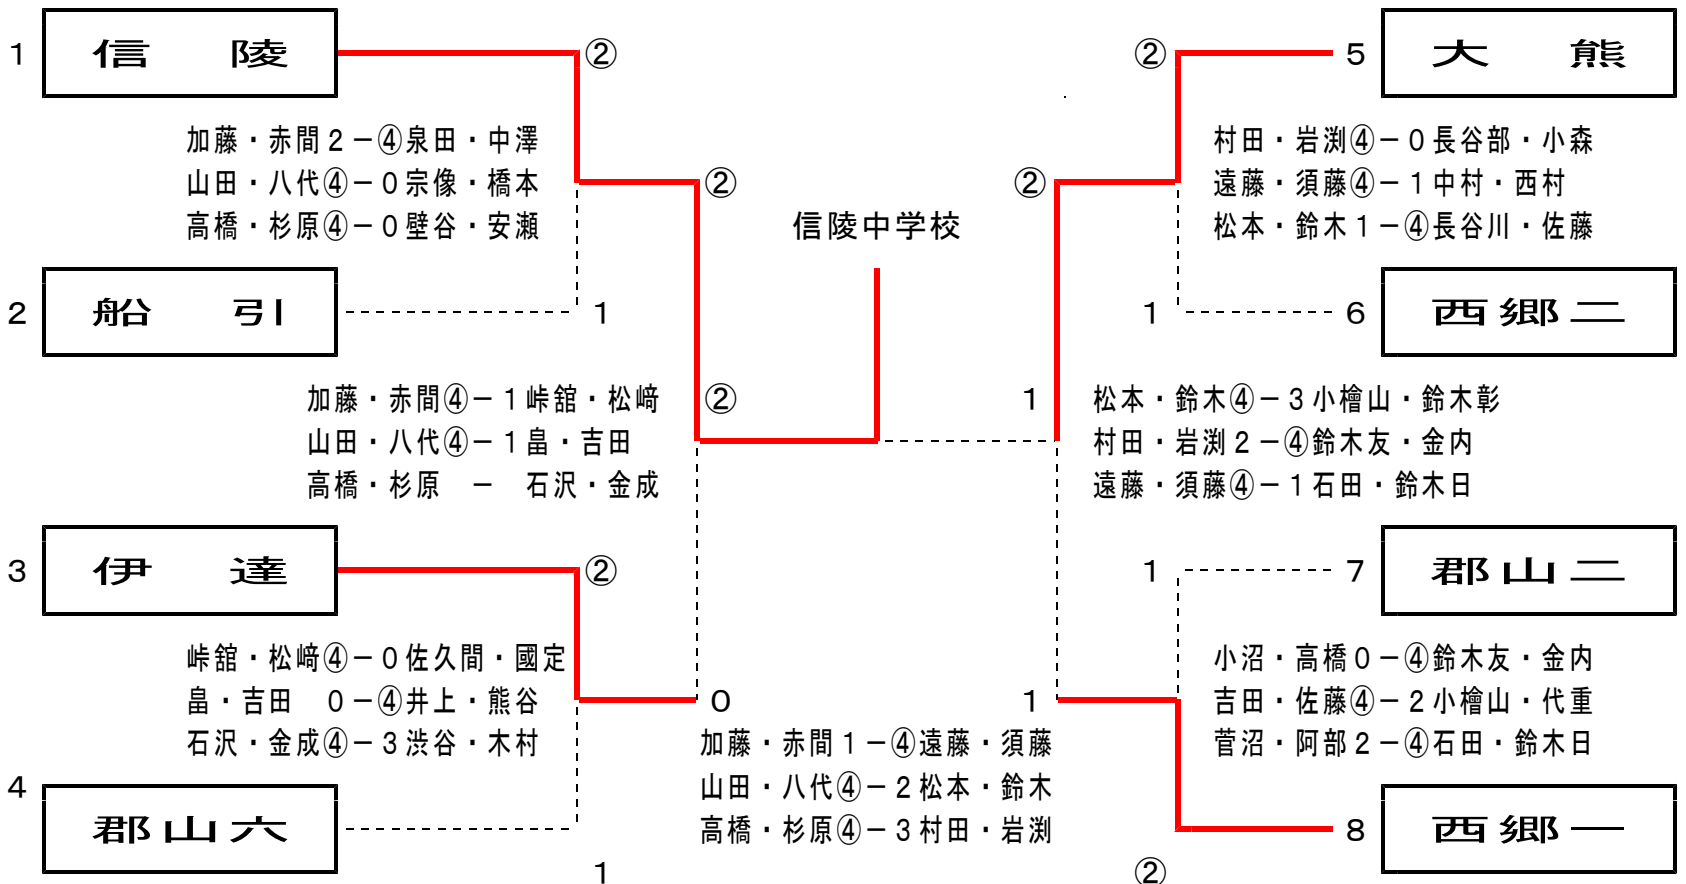 1 信 陵 ②
② 5 大 熊
加藤・赤間2－④泉田・中澤
山田・八代④－0宗像・橋本
高橋・杉原④－0壁谷・安瀬
村田・岩渕④－0長谷部・小森
遠藤・須藤④－1中村・西村
松本・鈴木1－④長谷川・佐藤
②
②
信陵中学校
2 船 引 1
1 6 西郷二
加藤・赤間④－1峠舘・松﨑
山田・八代④－1畠・吉田
高橋・杉原 － 石沢・金成
②
1
松本・鈴木④－3小檜山・鈴木彰
村田・岩渕2－④鈴木友・金内
遠藤・須藤④－1石田・鈴木日
3 伊 達 ②
1 7 郡山二
峠舘・松﨑④－0佐久間・國定
畠・吉田 0－④井上・熊谷
石沢・金成④－3渋谷・木村
0
1
小沼・高橋0－④鈴木友・金内
吉田・佐藤④－2小檜山・代重
菅沼・阿部2－④石田・鈴木日
加藤・赤間1－④遠藤・須藤
山田・八代④－2松本・鈴木
高橋・杉原④－3村田・岩渕
4 郡山六 1
② 8 西郷一